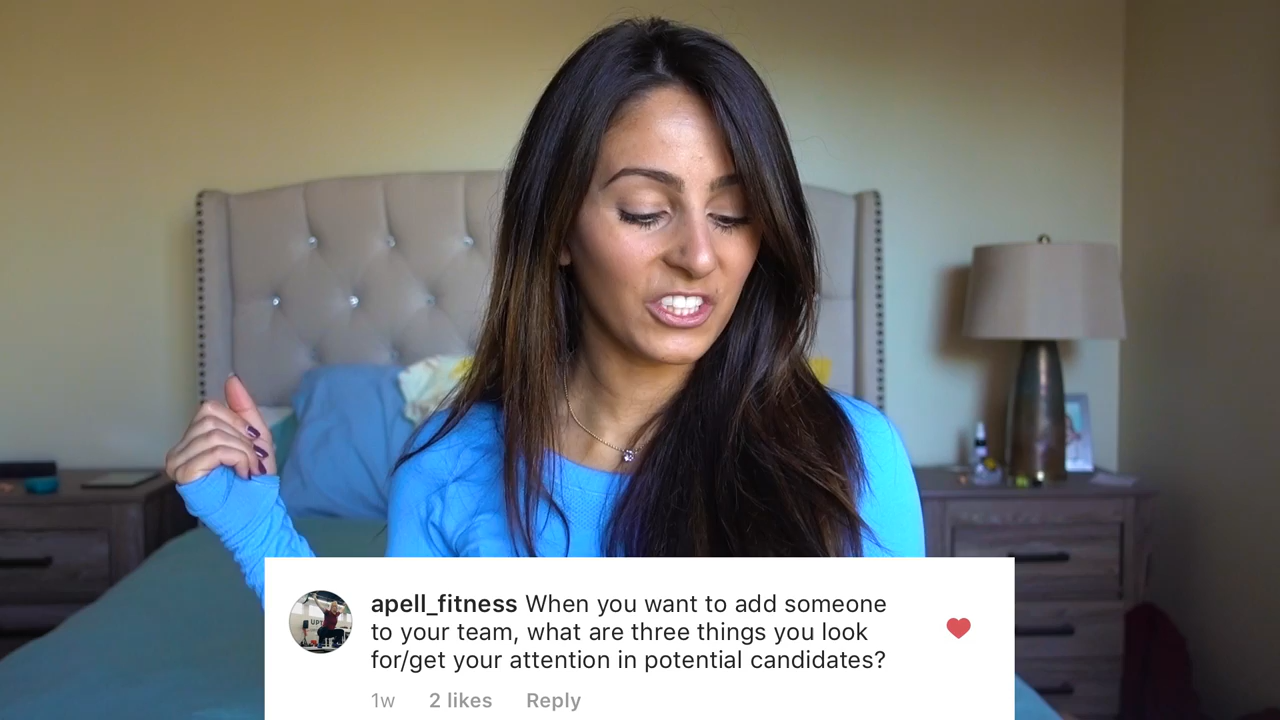 apell_fitness When you want to add someone
to your team, what are three things you look
for/get your attention in potential candidates?
1w 2 likes Reply